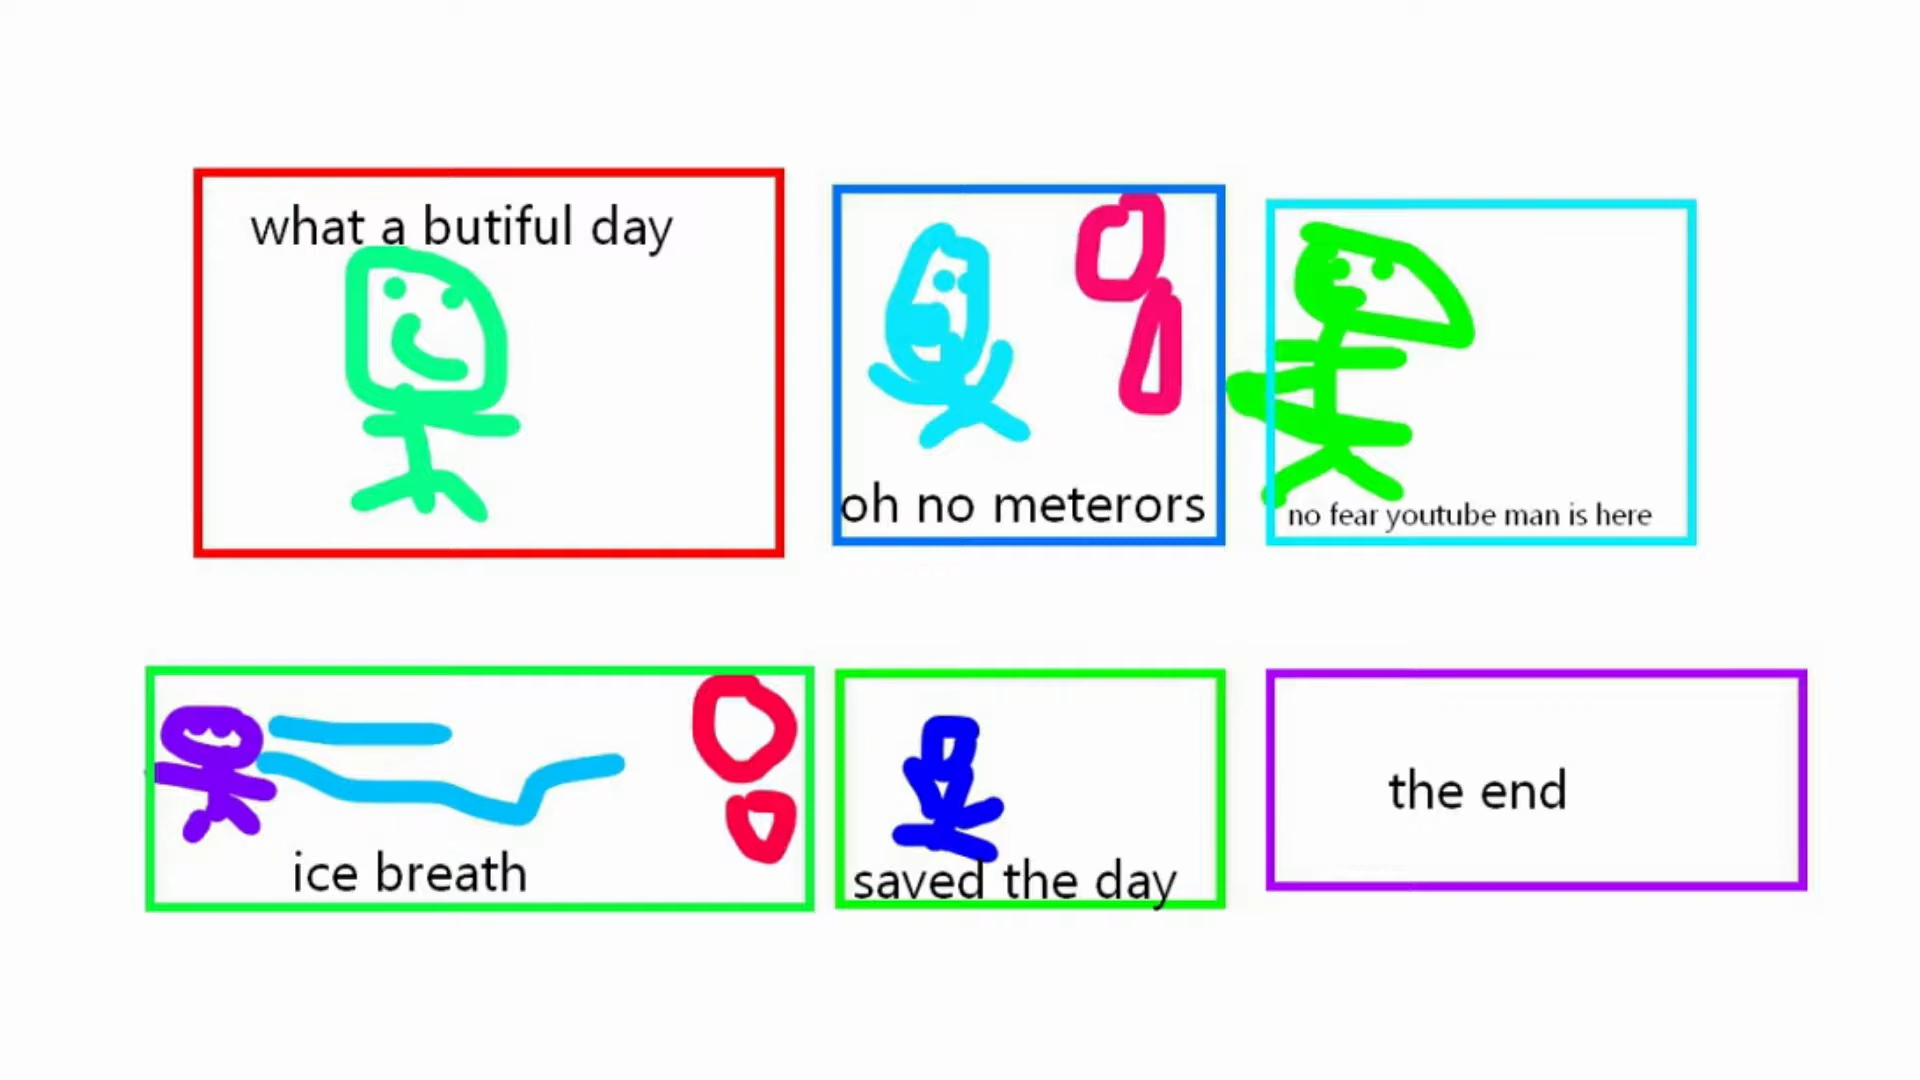 what a butiful day
oh no meterors
no fear youtube man is here
ice breath
saved the day
the end